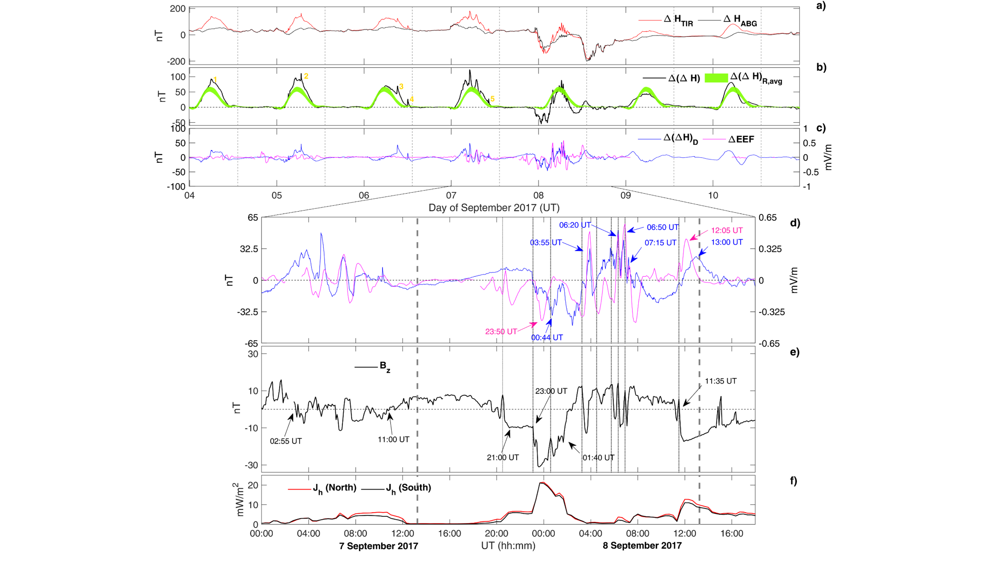 a)
200
0
-200
nT
Δ H_TIR
Δ H_ABG
b)
100
50
0
-50
nT
1
2
3
4
5
Δ(Δ H)
Δ(Δ H)_R,avg
c)
100
50
0
-50
-100
nT
Δ(ΔH)_D
ΔEEF
1
0.5
0
-0.5
-1
mV/m
04 05 06 07 08 09 10
Day of September 2017 (UT)
d)
65
32.5
0
-32.5
-65
nT
06:20 UT
03:55 UT
06:50 UT
07:15 UT
12:05 UT
13:00 UT
23:50 UT
00:44 UT
0.65
0.325
0
-0.325
-0.65
mV/m
e)
30
10
-10
-30
nT
B_z
02:55 UT
11:00 UT
21:00 UT
23:00 UT
01:40 UT
11:35 UT
f)
20
10
0
mW/m²
J_h (North)
J_h (South)
00:00 04:00 08:00 12:00 16:00 20:00 00:00 04:00 08:00 12:00 16:00
7 September 2017
UT (hh:mm)
8 September 2017